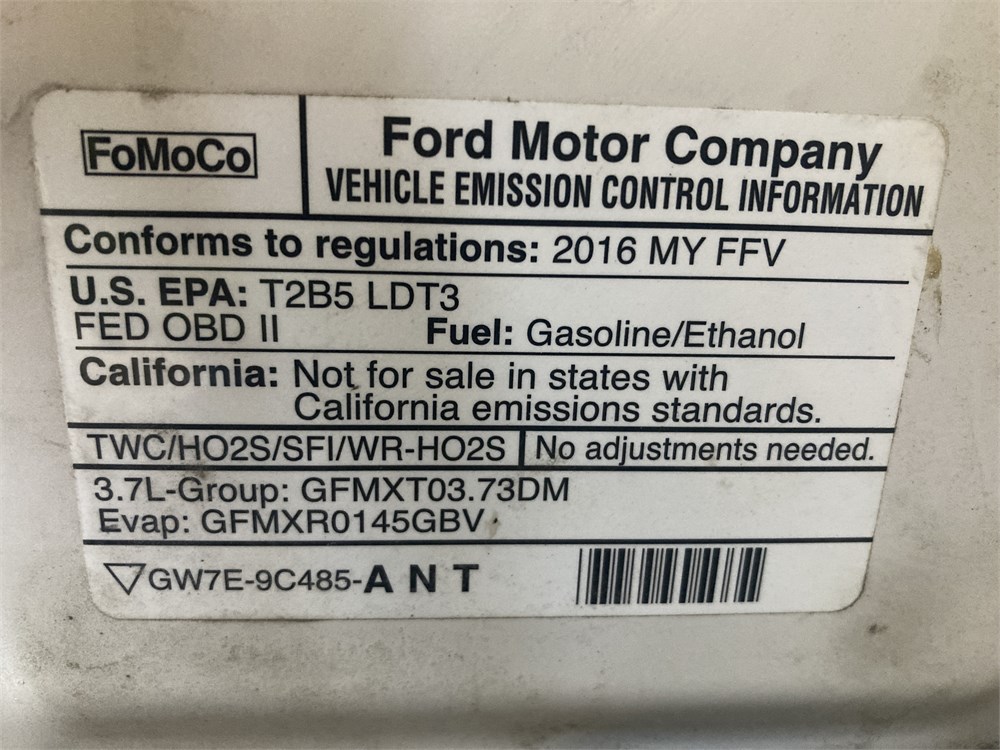 FoMoCo
Ford Motor Company
VEHICLE EMISSION CONTROL INFORMATION
Conforms to regulations: 2016 MY FFV
U.S. EPA: T2B5 LDT3
FED OBD II Fuel: Gasoline/Ethanol
California: Not for sale in states with
California emissions standards.
TWC/HO2S/SFI/WR-HO2S No adjustments needed.
3.7L-Group: GFMXT03.73DM
Evap: GFMXR0145GBV
GW7E-9C485-A N T